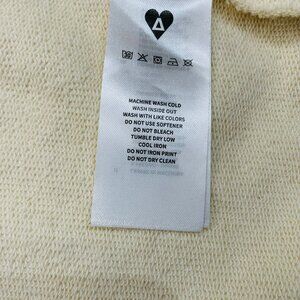 MACHINE WASH COLD
WASH INSIDE OUT
WASH WITH LIKE COLORS
DO NOT USE SOFTENER
DO NOT BLEACH
TUMBLE DRY LOW
COOL IRON
DO NOT IRON PRINT
DO NOT DRY CLEAN